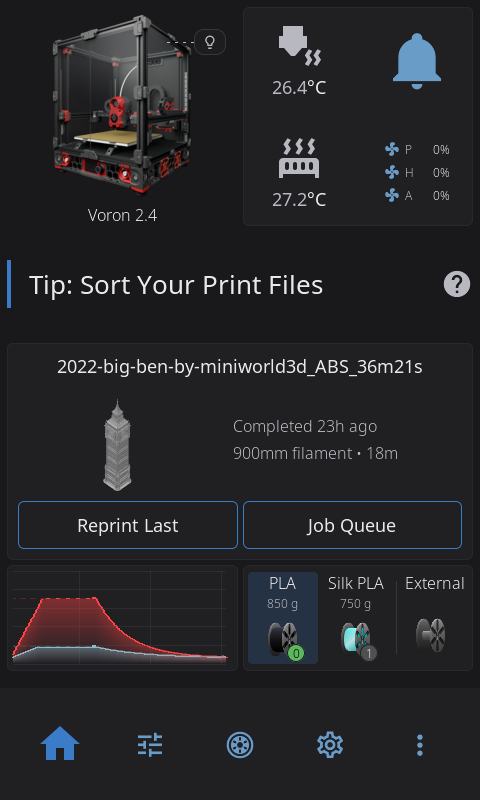 26.4°C
Voron 2.4
27.2°C
P 0%
H 0%
A 0%
Tip: Sort Your Print Files
2022-big-ben-by-miniworld3d_ABS_36m21s
Completed 23h ago
900mm filament • 18m
Reprint Last
Job Queue
PLA
850 g
0
Silk PLA
750 g
1
External